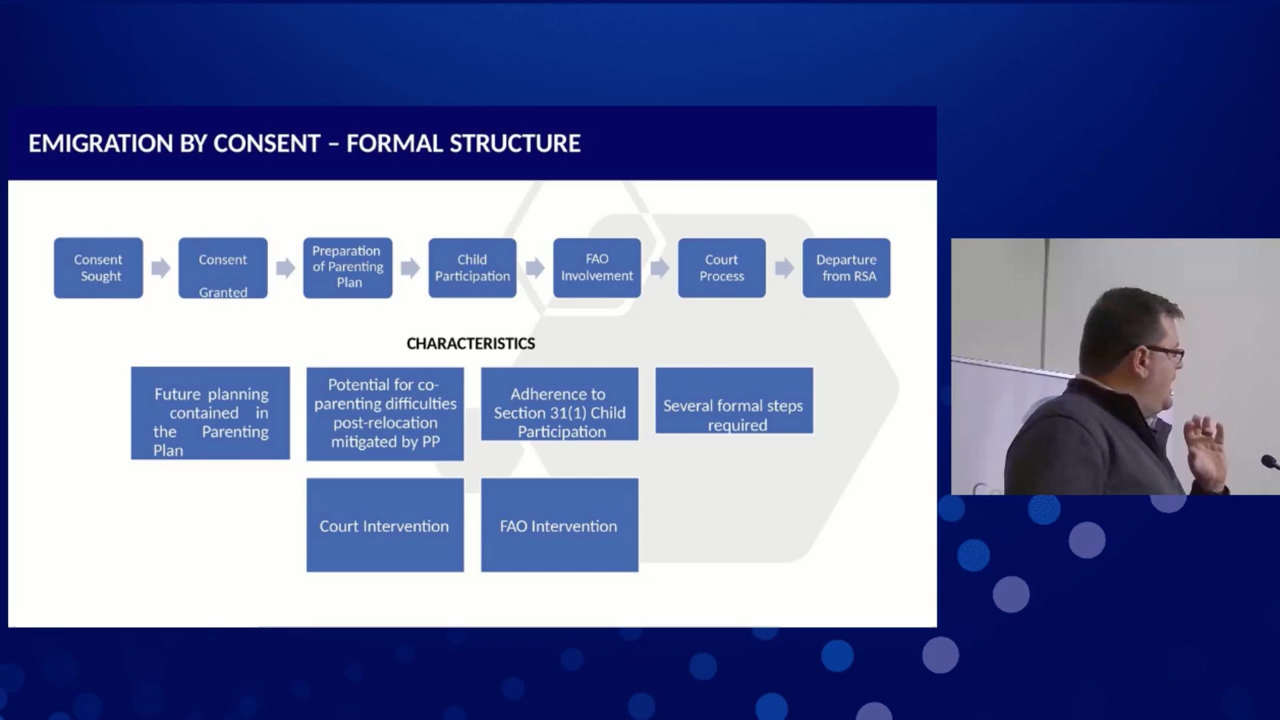 EMIGRATION BY CONSENT – FORMAL STRUCTURE
Consent
Sought
Consent
Granted
Preparation
of Parenting
Plan
Child
Participation
FAO
Involvement
Court
Process
Departure
from RSA
CHARACTERISTICS
Future planning
contained in
the Parenting
Plan
Potential for co-
parenting difficulties
post-relocation
mitigated by PP
Adherence to
Section 31(1) Child
Participation
Several formal steps
required
Court Intervention
FAO Intervention